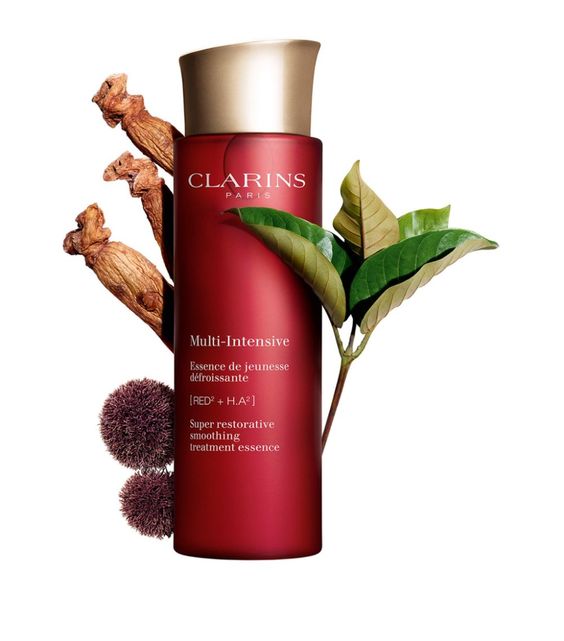 CLARINS
PARIS
Multi-Intensive
Essence de jeunesse
défroissante
[RED² + H.A²]
Super restorative
smoothing
treatment essence